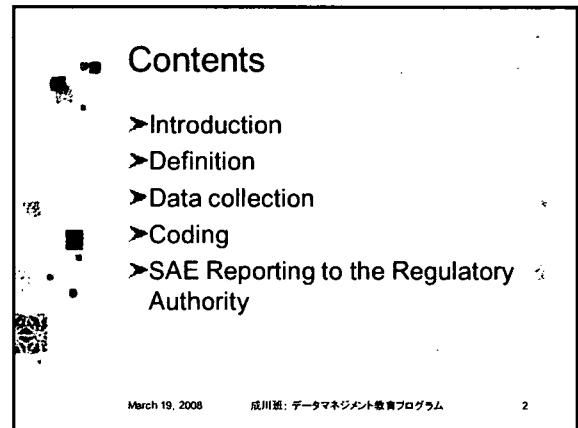 Contents
➢Introduction
➢Definition
➢Data collection
➢Coding
➢SAE Reporting to the Regulatory
Authority
March 19, 2008 成川班: データマネジメント教育プログラム 2